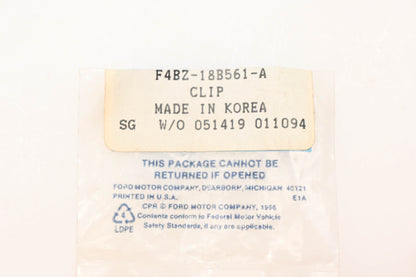 F4BZ-18B561-A
CLIP
MADE IN KOREA
SG W/O 051419 011094
THIS PACKAGE CANNOT BE
RETURNED IF OPENED
FORD MOTOR COMPANY, DEARBORN, MICHIGAN 48121
PRINTED IN U.S.A. E1A
CPR © FORD MOTOR COMPANY, 1986
Contents conform to Federal Motor Vehicle
Safety Standards, if any are applicable.
4
LDPE